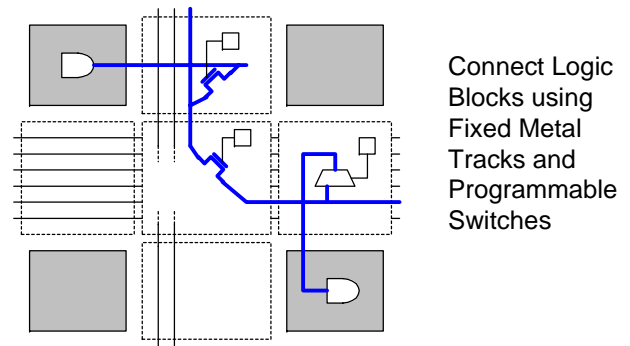 Connect Logic
Blocks using
Fixed Metal
Tracks and
Programmable
Switches